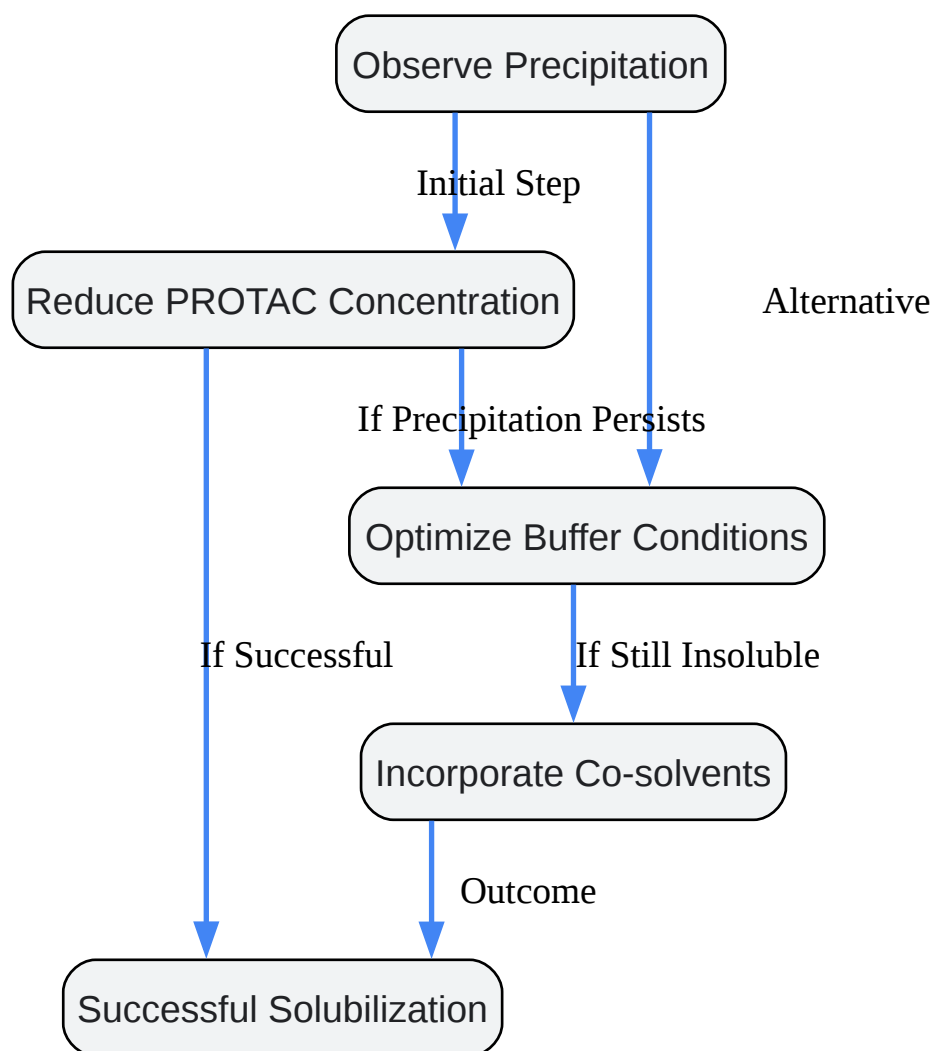 Observe Precipitation
Initial Step
Reduce PROTAC Concentration
Alternative
If Precipitation Persists
Optimize Buffer Conditions
If Successful
If Still Insoluble
Incorporate Co-solvents
Outcome
Successful Solubilization